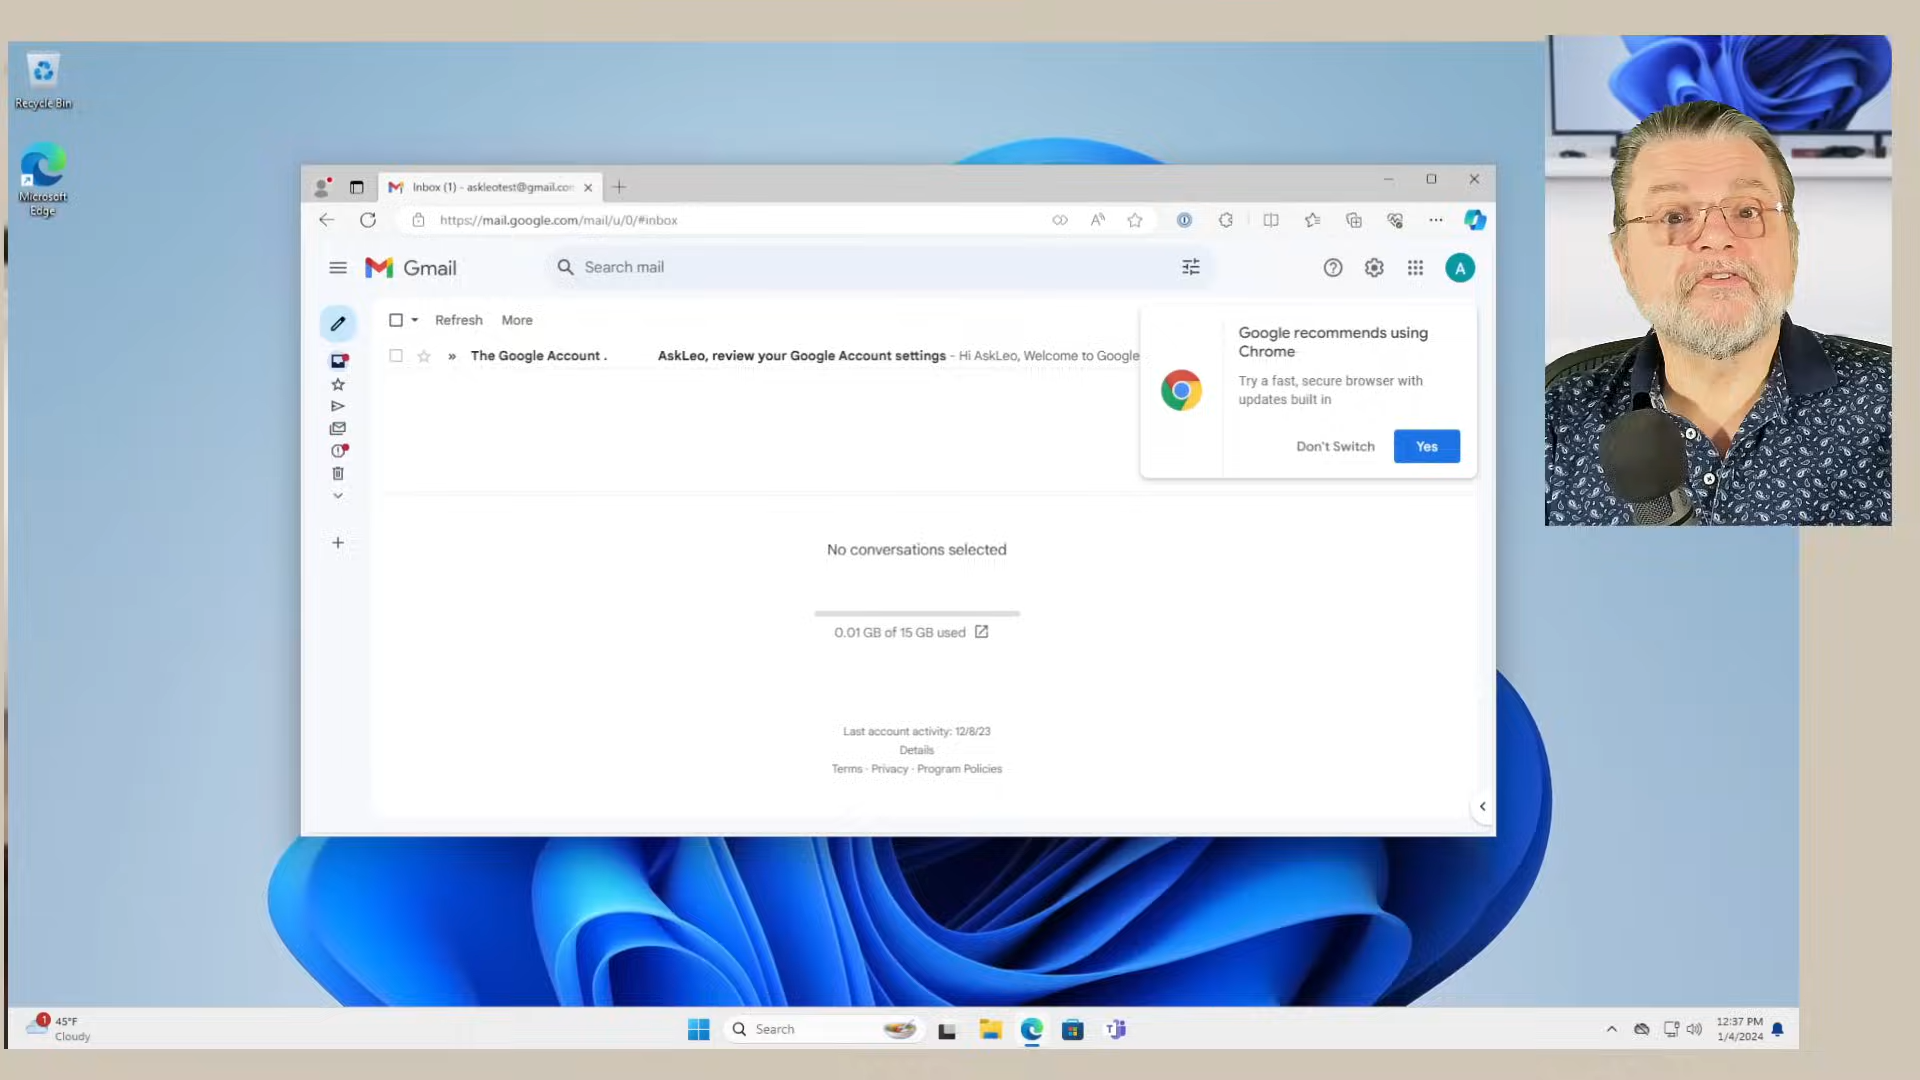 Recycle Bin
Microsoft
Edge
Inbox (1) - askleotest@gmail.con
https://mail.google.com/mail/u/0/#inbox
Gmail
Search mail
A
Refresh More
The Google Account . AskLeo, review your Google Account settings - Hi AskLeo, Welcome to Google
Google recommends using
Chrome
Try a fast, secure browser with
updates built in
Don't Switch Yes
No conversations selected
0.01 GB of 15 GB used
Last account activity: 12/8/23
Details
Terms · Privacy · Program Policies
1
45°F
Cloudy
Search
12:37 PM
1/4/2024